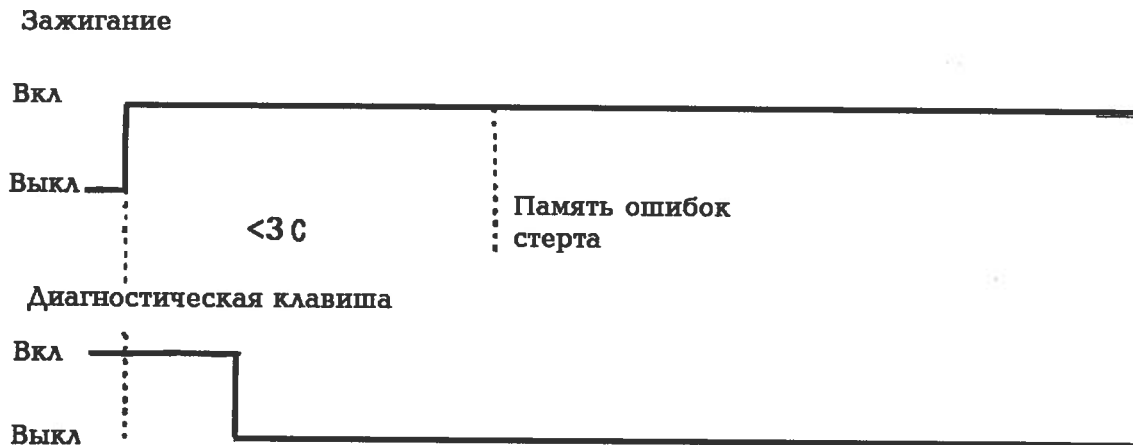 Зажигание
Вкл
Выкл
<3 С
Память ошибок
стерта
Диагностическая клавиша
Вкл
Выкл